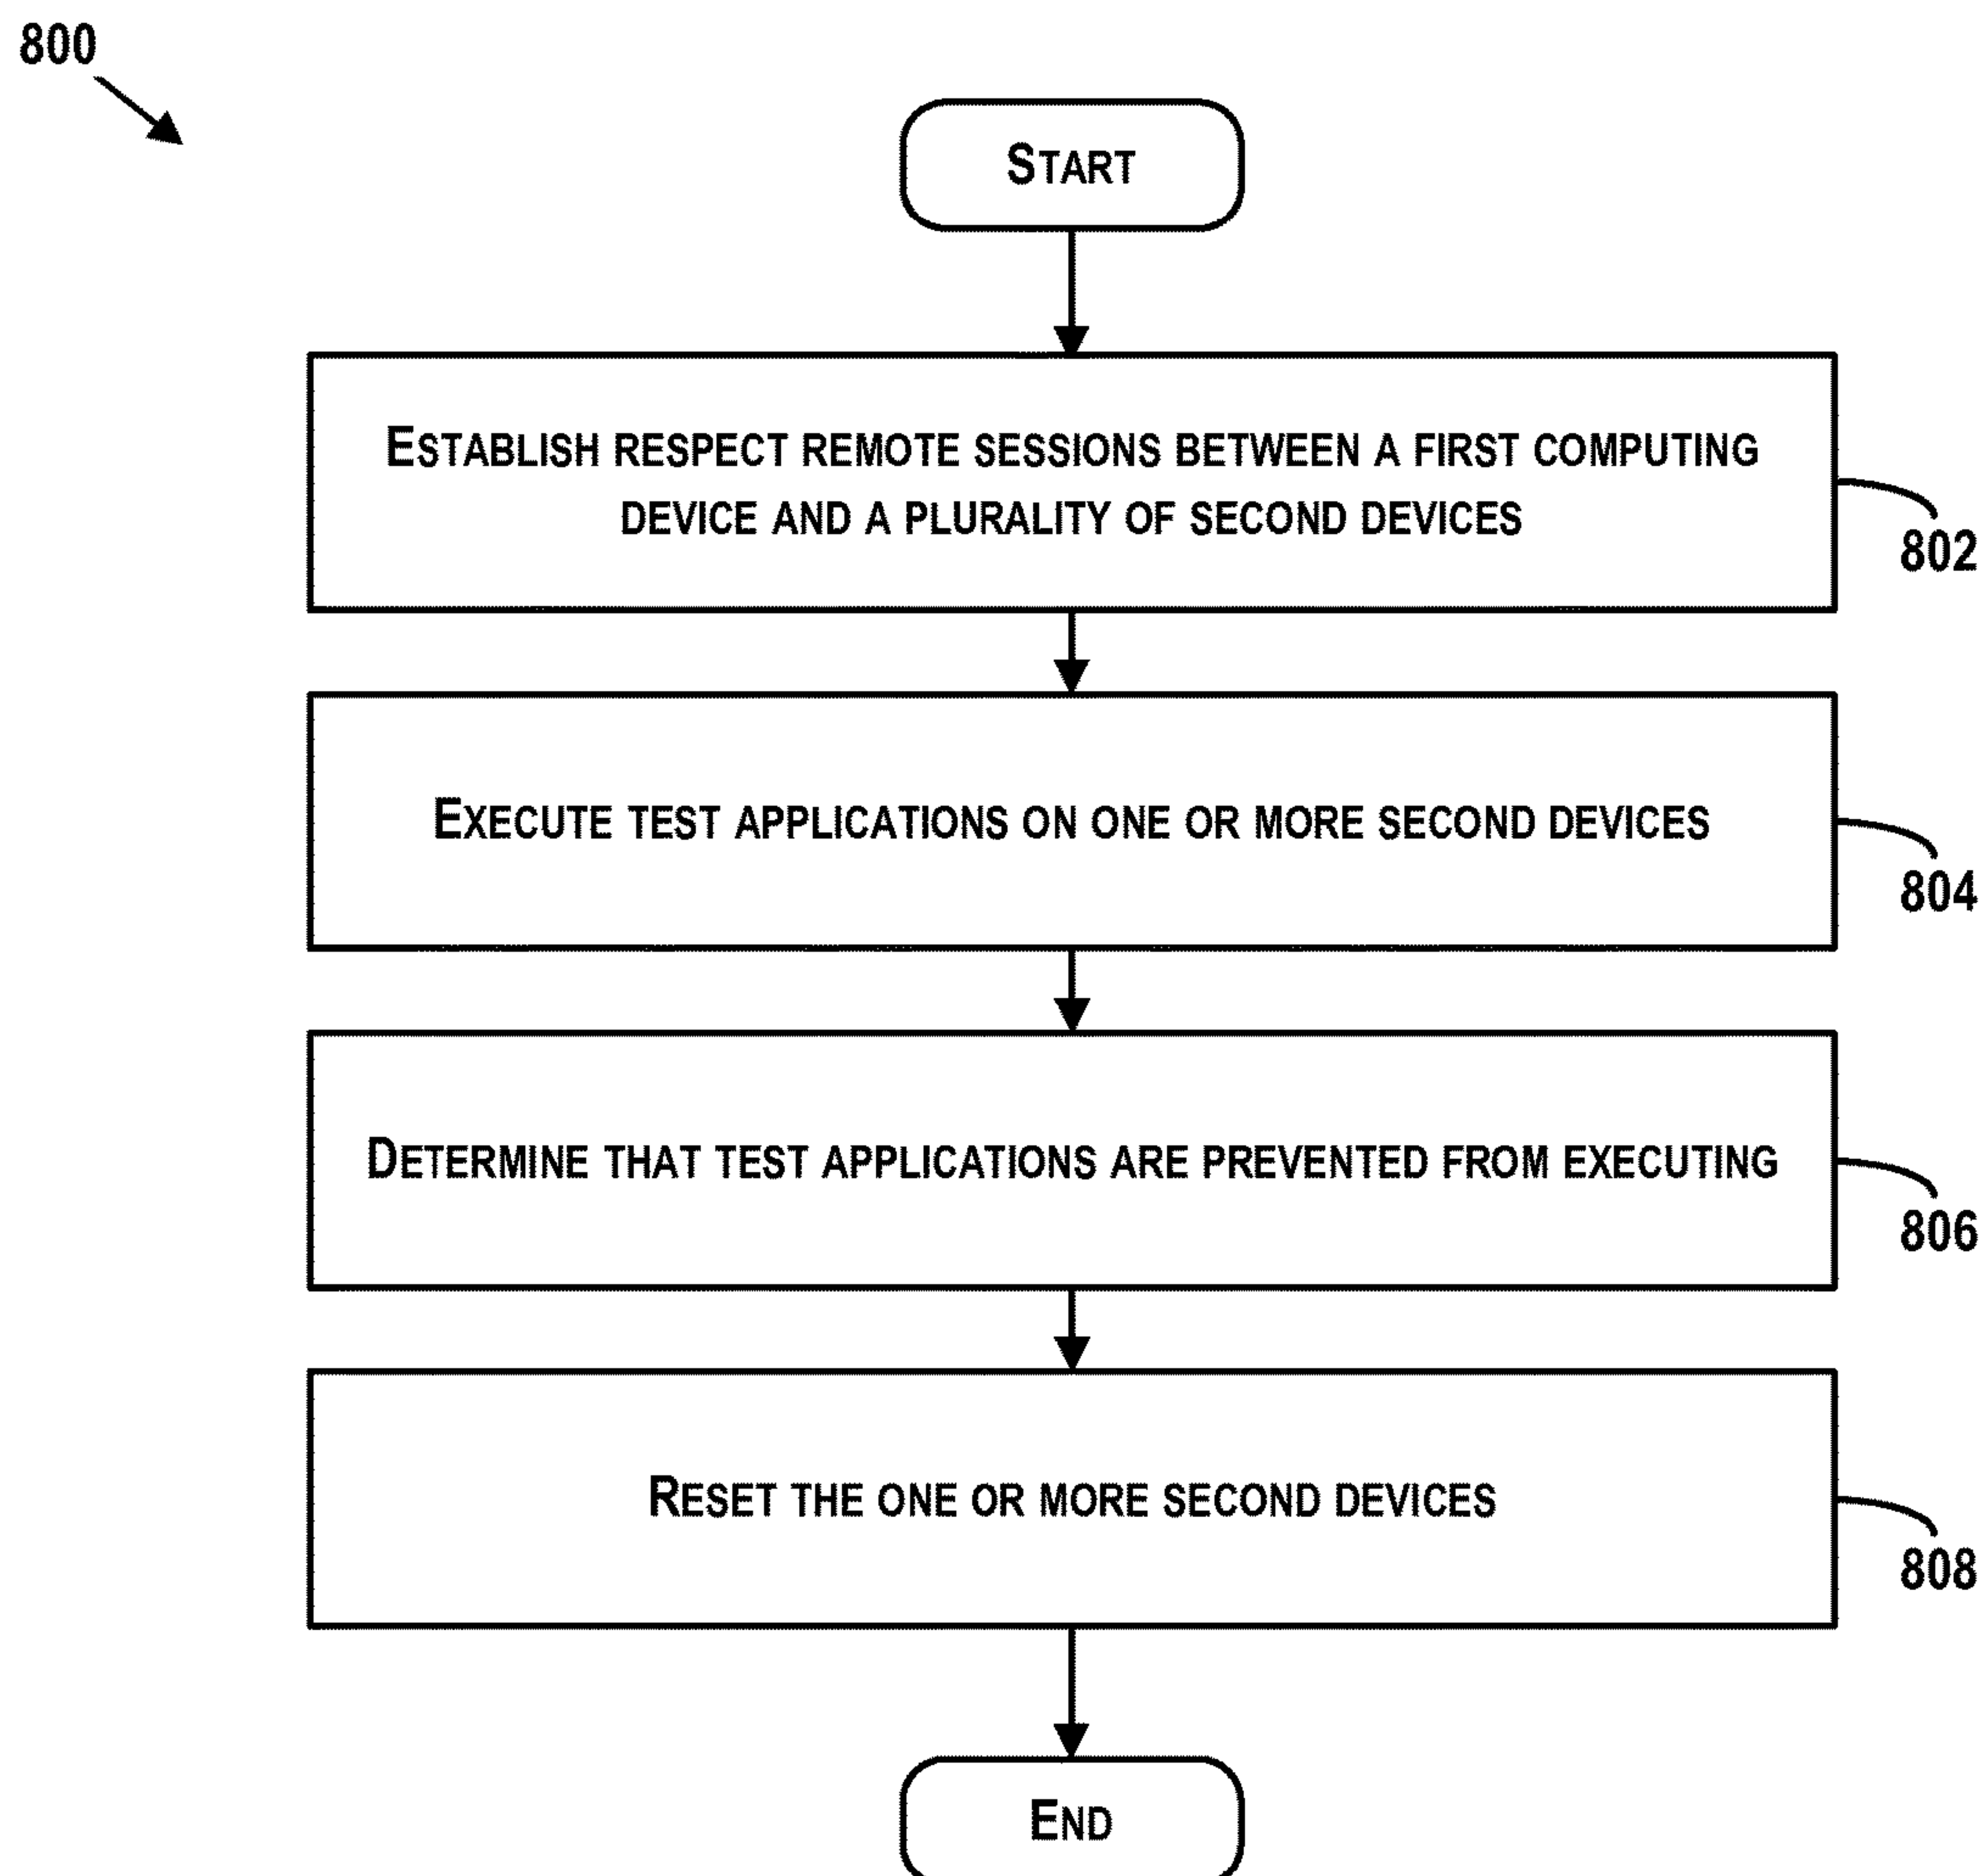 800
START
ESTABLISH RESPECT REMOTE SESSIONS BETWEEN A FIRST COMPUTING
DEVICE AND A PLURALITY OF SECOND DEVICES
802
EXECUTE TEST APPLICATIONS ON ONE OR MORE SECOND DEVICES
804
DETERMINE THAT TEST APPLICATIONS ARE PREVENTED FROM EXECUTING
806
RESET THE ONE OR MORE SECOND DEVICES
808
END